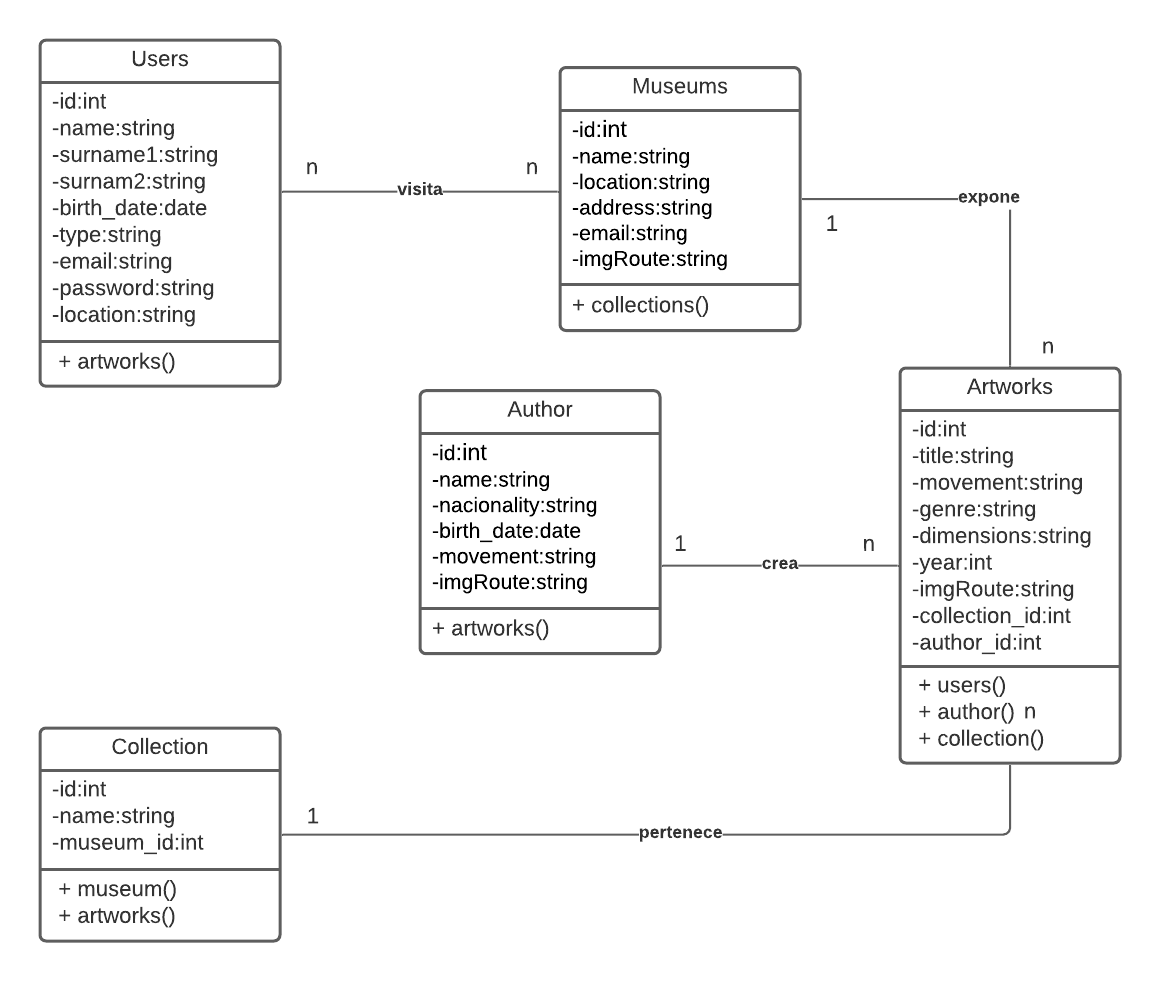 Users
-id:int
-name:string
-surname1:string
-surnam2:string
-birth_date:date
-type:string
-email:string
-password:string
-location:string
+ artworks()
n
visita
n
Museums
-id:int
-name:string
-location:string
-address:string
-email:string
-imgRoute:string
+ collections()
1
expone
n
Author
-id:int
-name:string
-nacionality:string
-birth_date:date
-movement:string
-imgRoute:string
+ artworks()
1
crea
n
Artworks
-id:int
-title:string
-movement:string
-genre:string
-dimensions:string
-year:int
-imgRoute:string
-collection_id:int
-author_id:int
+ users()
+ author() n
+ collection()
Collection
-id:int
-name:string
-museum_id:int
+ museum()
+ artworks()
1
pertenece